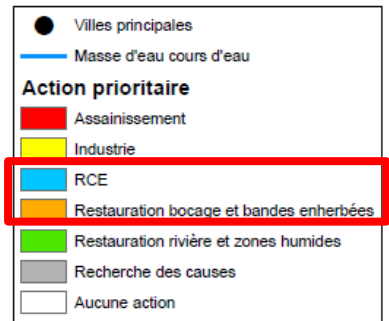 Villes principales
Masse d'eau cours d'eau
Action prioritaire
Assainissement
Industrie
RCE
Restauration bocage et bandes enherbées
Restauration rivière et zones humides
Recherche des causes
Aucune action